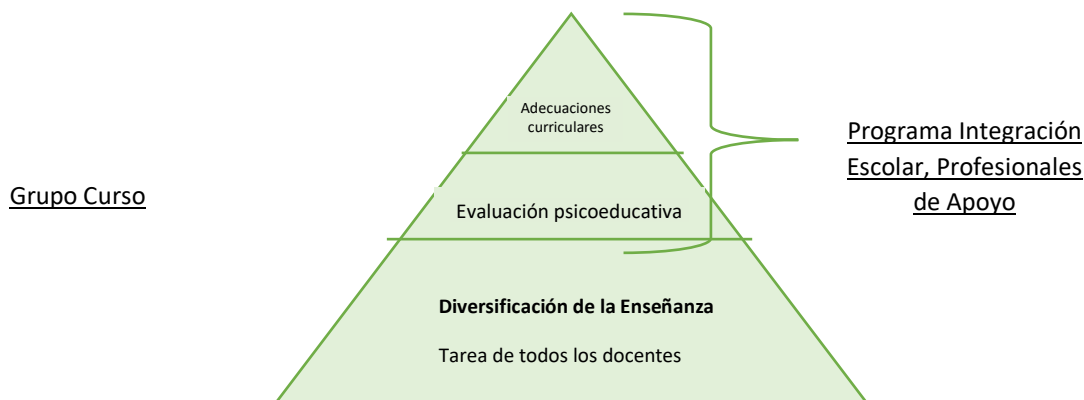 Adecuaciones
curriculares
Programa Integración
Escolar, Profesionales
de Apoyo
Grupo Curso
Evaluación psicoeducativa
Diversificación de la Enseñanza
Tarea de todos los docentes